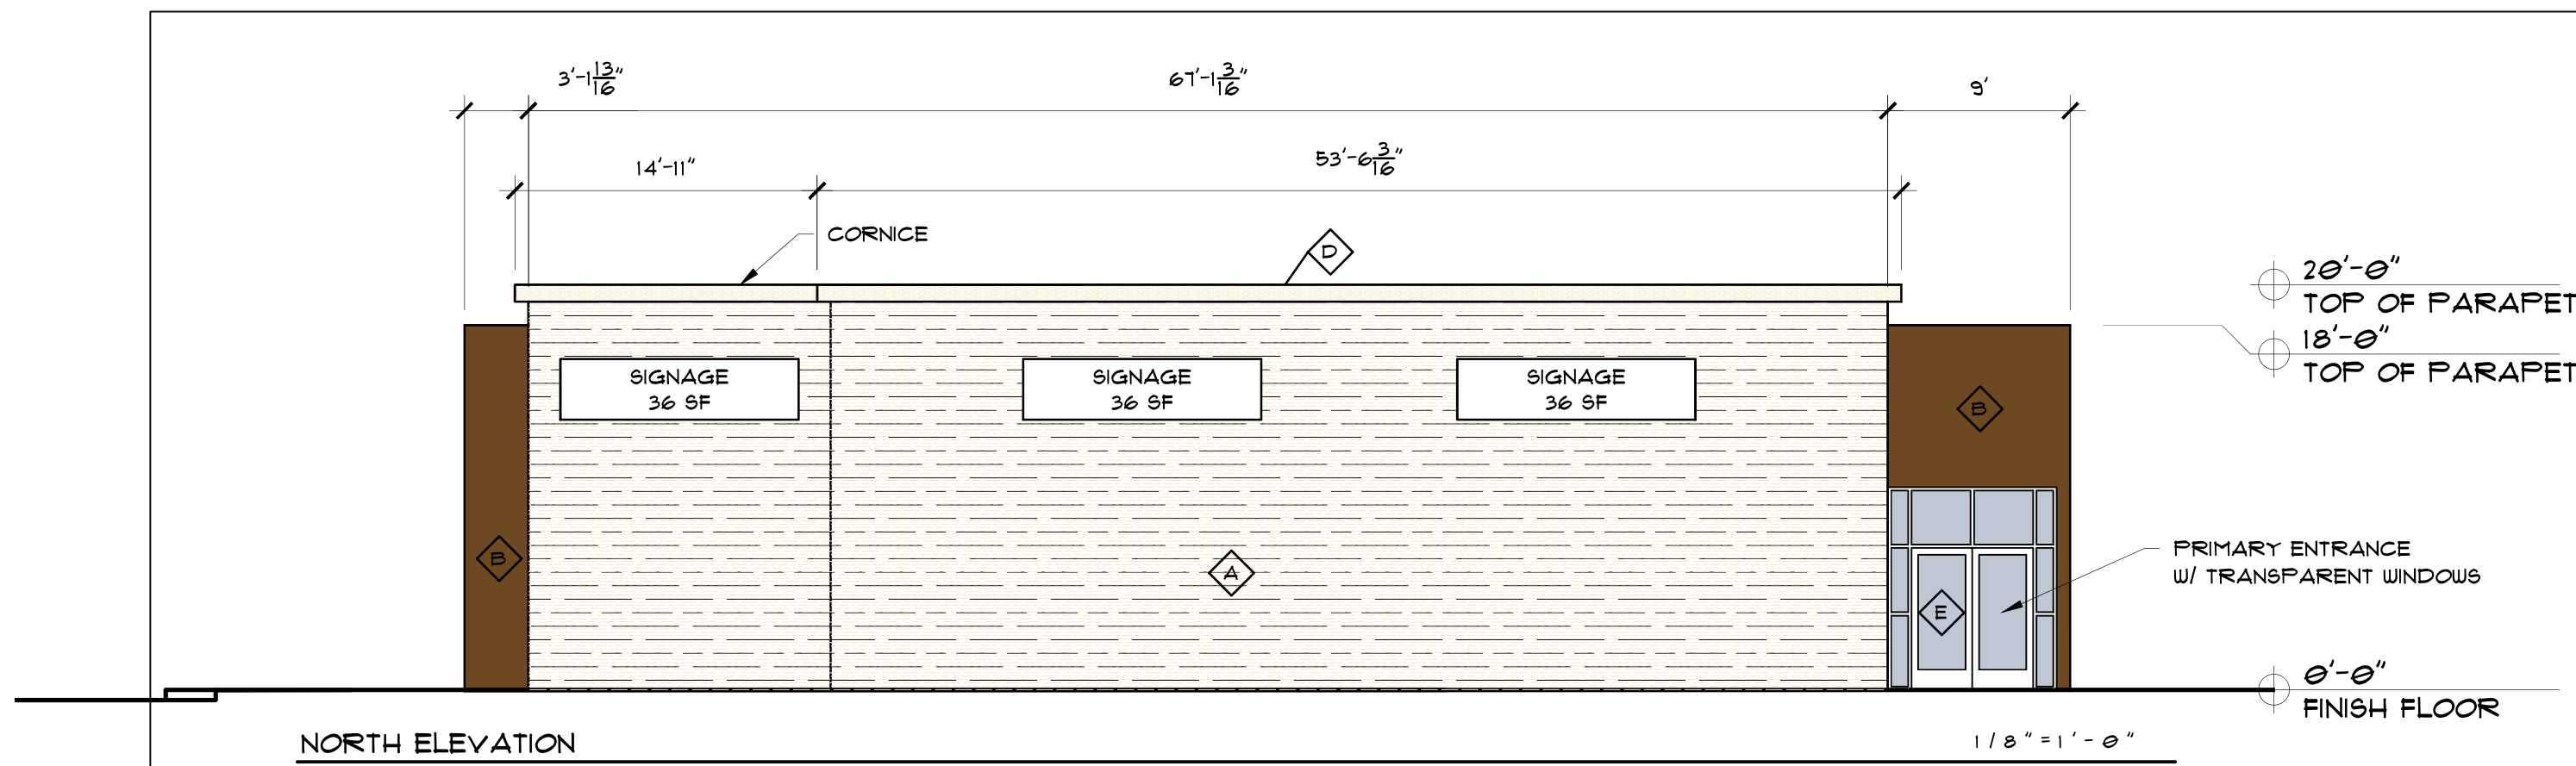 3'-1 13/16"
67'-1 3/16"
9'
14'-11"
53'-6 3/16"
CORNICE
D
20'-0"
TOP OF PARAPET
18'-0"
TOP OF PARAPET
SIGNAGE
36 SF
SIGNAGE
36 SF
SIGNAGE
36 SF
B
B
A
E
PRIMARY ENTRANCE
W/ TRANSPARENT WINDOWS
0'-0"
FINISH FLOOR
NORTH ELEVATION
1/8"=1'-0"